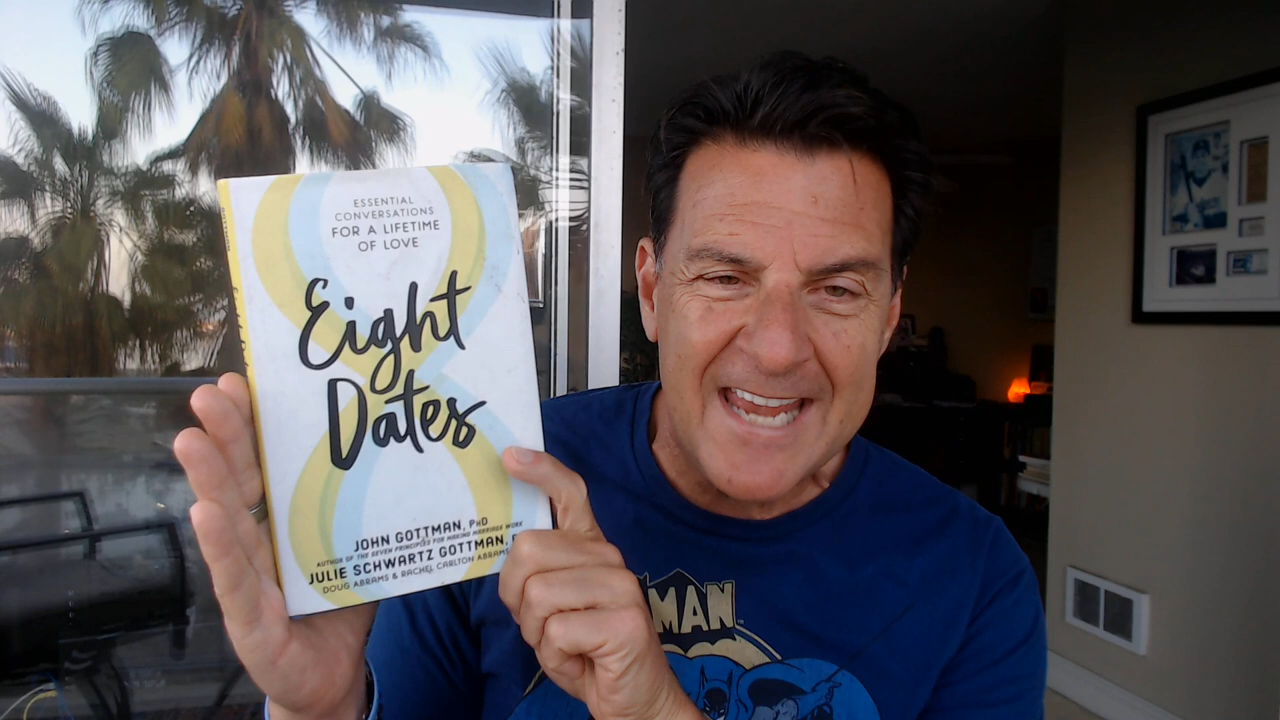 ESSENTIAL
CONVERSATIONS
FOR A LIFETIME
OF LOVE
Eight
Dates
JOHN GOTTMAN, PhD
AUTHOR OF THE SEVEN PRINCIPLES FOR MAKING MARRIAGE WORK
JULIE SCHWARTZ GOTTMAN, P
DOUG ABRAMS & RACHEL CARLTON ABRAMS
GOTTMAN
MAN